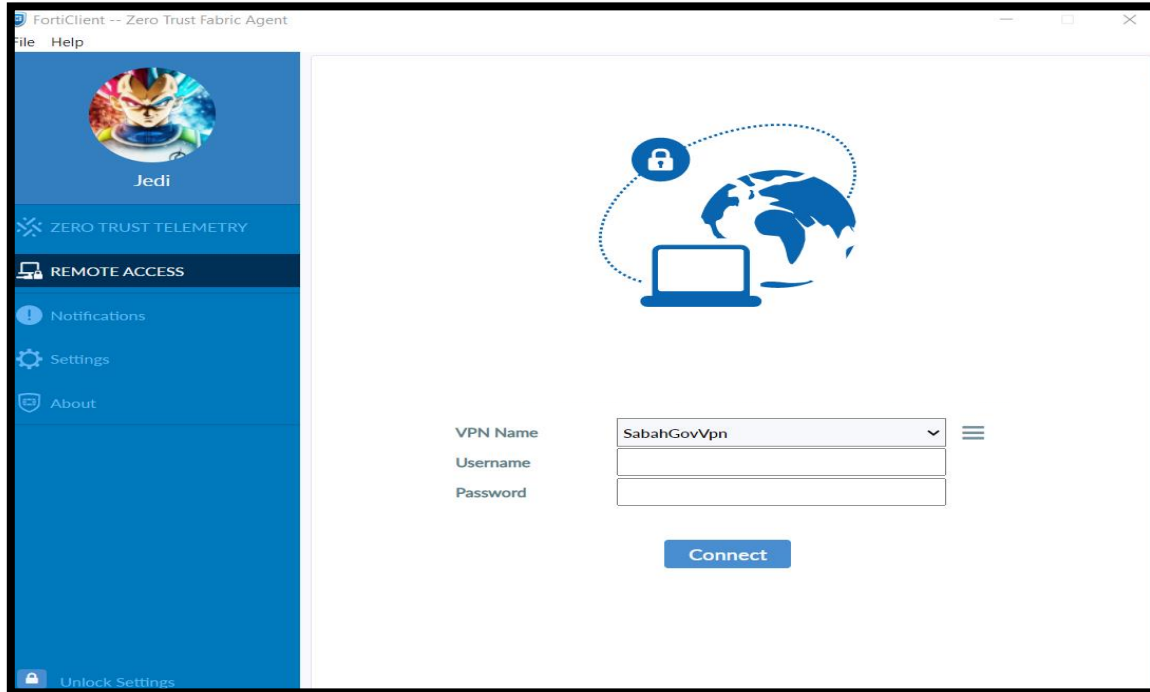 FortiClient -- Zero Trust Fabric Agent
File Help
Jedi
ZERO TRUST TELEMETRY
REMOTE ACCESS
Notifications
Settings
About
VPN Name SabahGovVpn
Username
Password
Connect
Unlock Settings